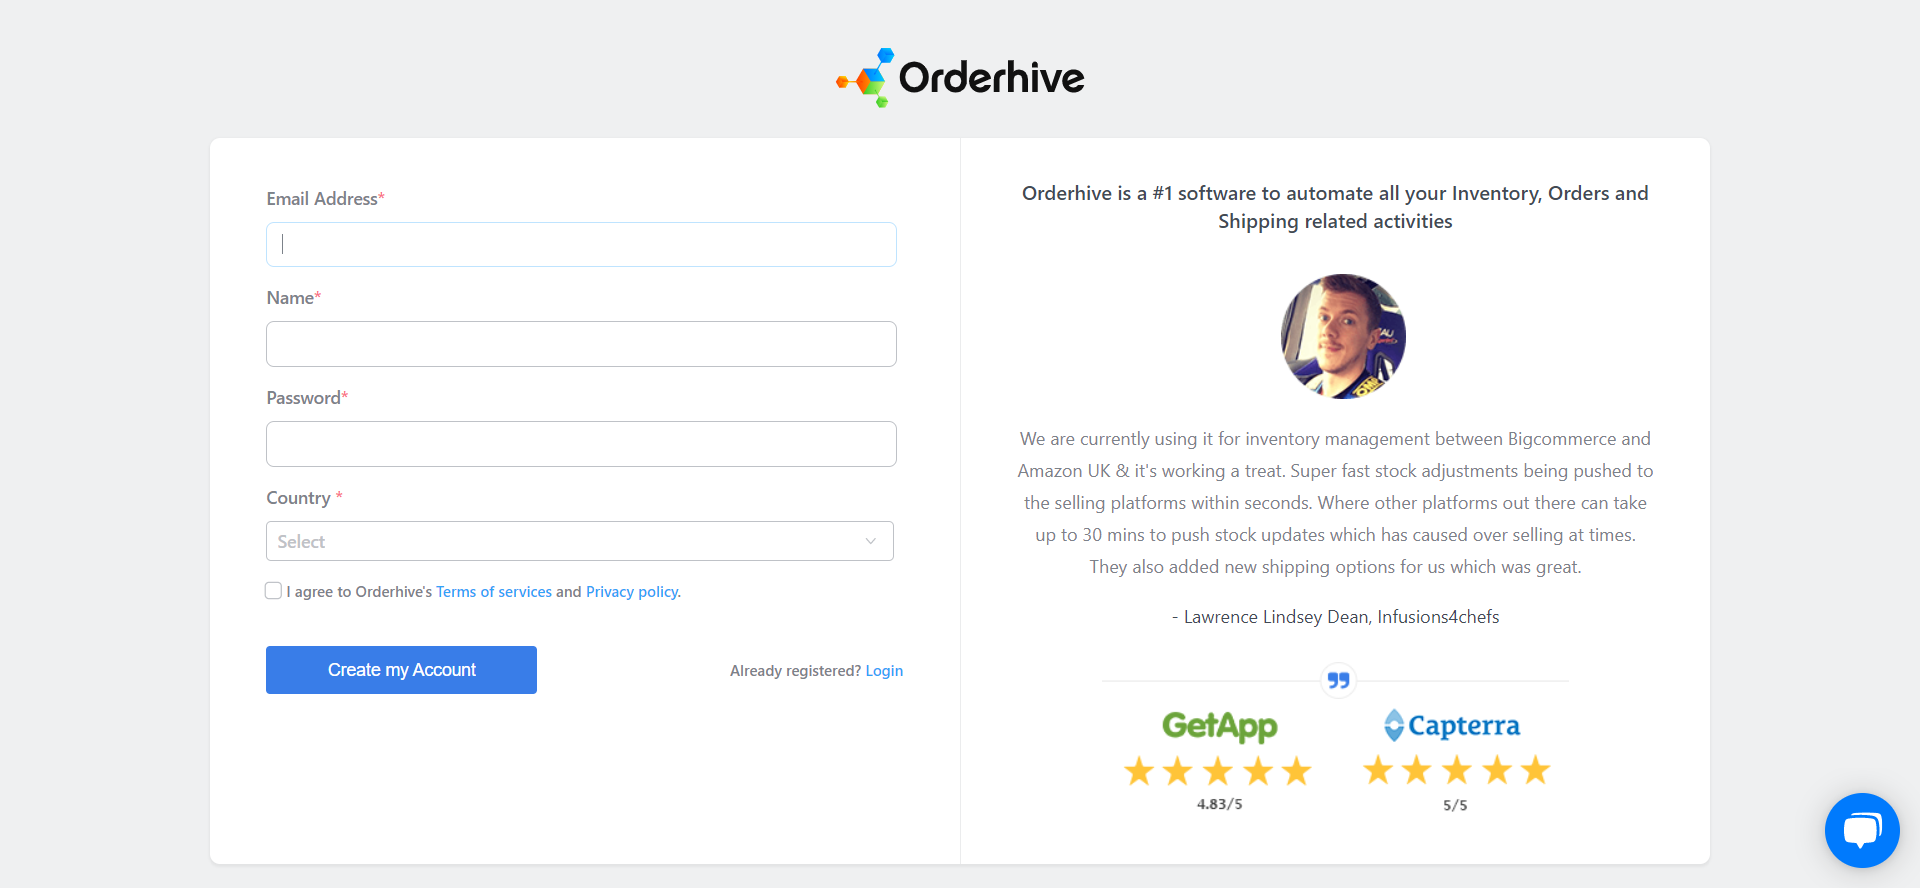 Orderhive
Email Address*
Name*
Password*
Country *
Select
I agree to Orderhive's Terms of services and Privacy policy.
Create my Account
Already registered? Login
Orderhive is a #1 software to automate all your Inventory, Orders and
Shipping related activities
We are currently using it for inventory management between Bigcommerce and
Amazon UK & it's working a treat. Super fast stock adjustments being pushed to
the selling platforms within seconds. Where other platforms out there can take
up to 30 mins to push stock updates which has caused over selling at times.
They also added new shipping options for us which was great.
- Lawrence Lindsey Dean, Infusions4chefs
GetApp
4.83/5
Capterra
5/5